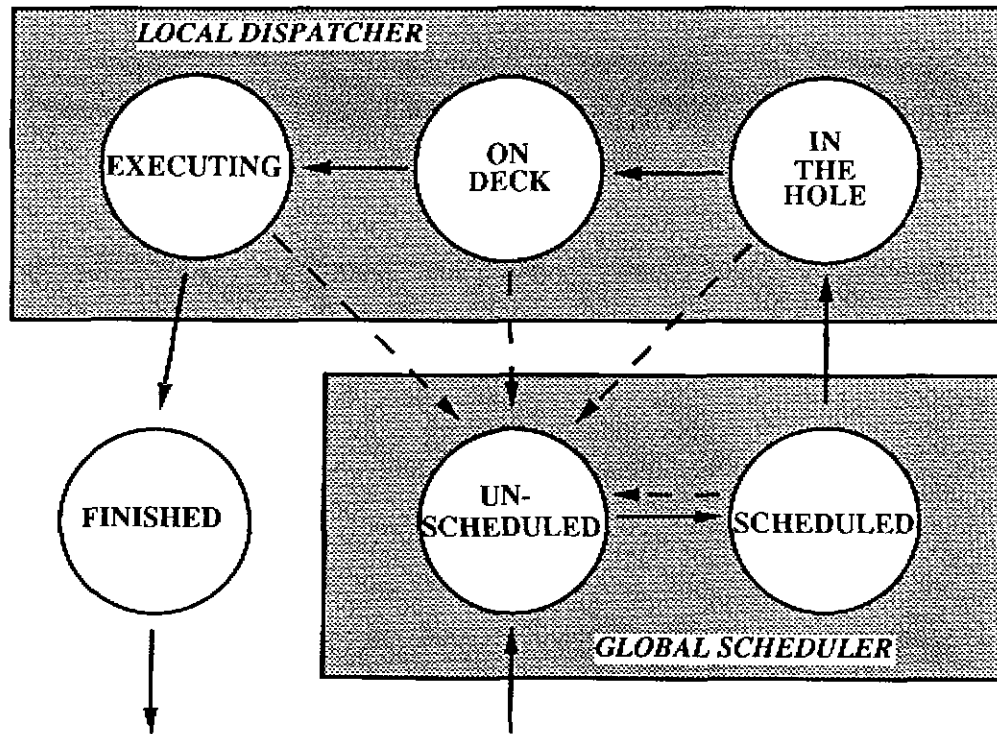 LOCAL DISPATCHER
EXECUTING
ON
DECK
IN
THE
HOLE
FINISHED
UN-
SCHEDULED
SCHEDULED
GLOBAL SCHEDULER